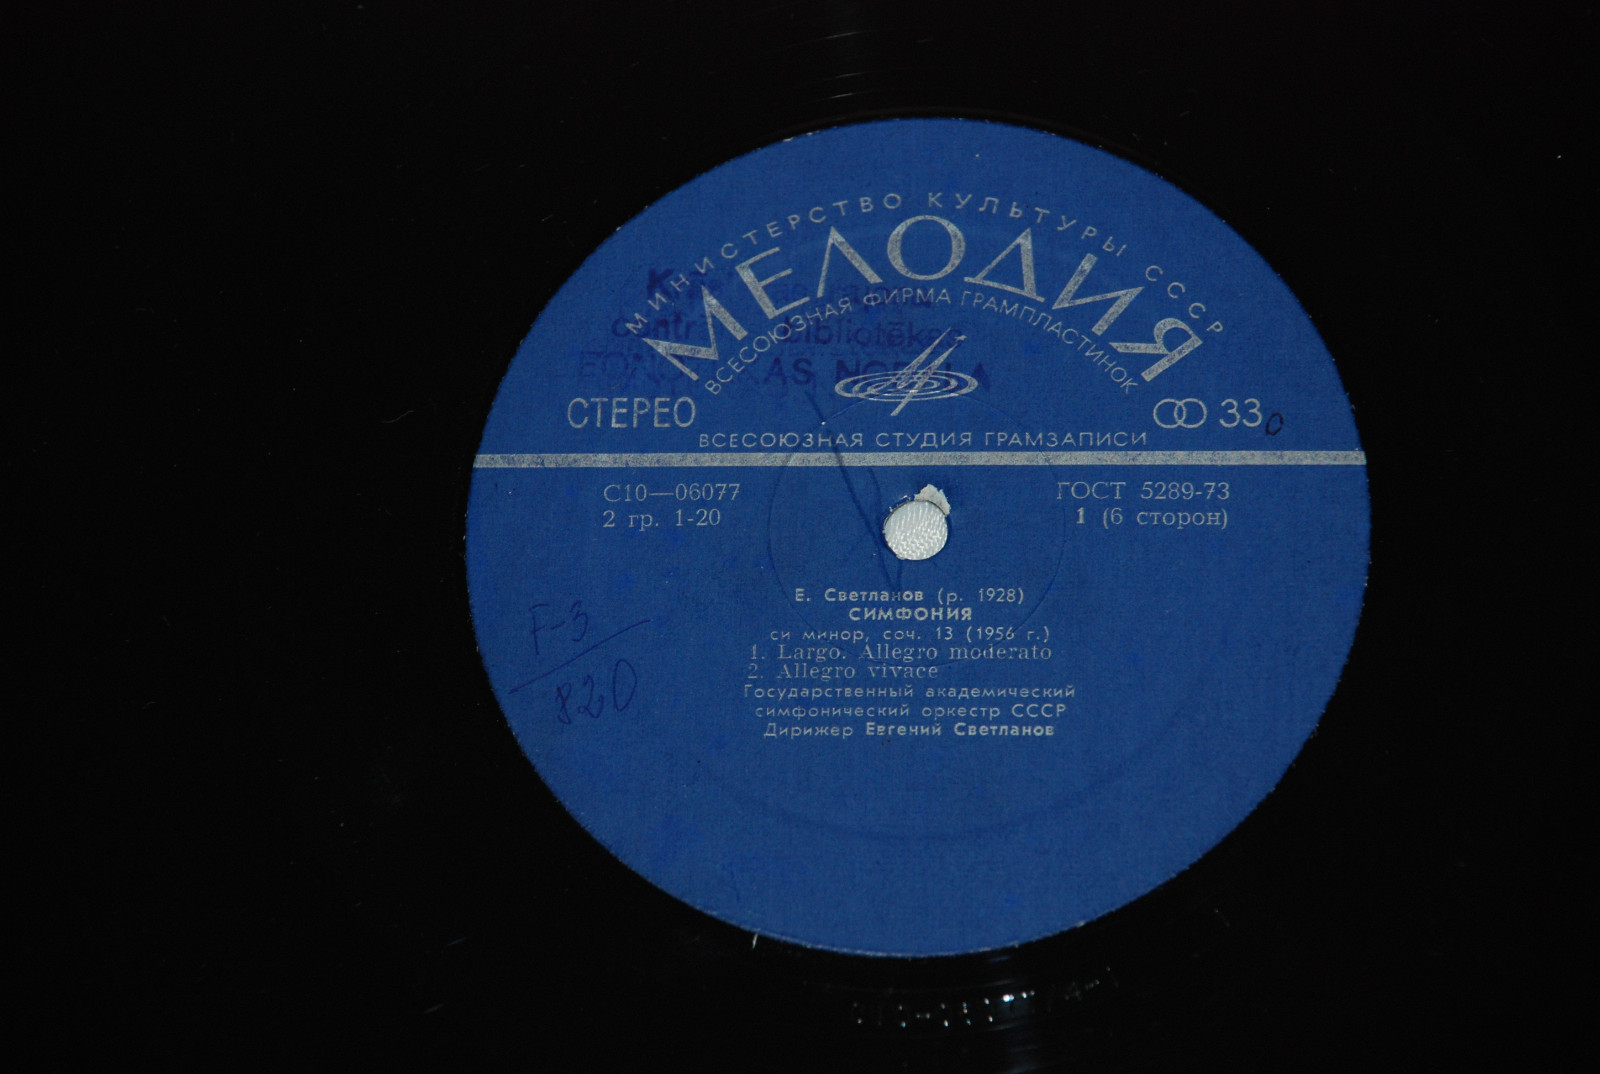 МИНИСТЕРСТВО КУЛЬТУРЫ СССР
МЕЛОДИЯ
ВСЕСОЮЗНАЯ ФИРМА ГРАМПЛАСТИНОК
bibliotēkas
СТЕРЕО
33
ВСЕСОЮЗНАЯ СТУДИЯ ГРАМЗАПИСИ
С10—06077
ГОСТ 5289-73
2 гр. 1-20
1 (6 сторон)
Е. Светланов (р. 1928)
СИМФОНИЯ
си минор, соч. 13 (1956 г.)
1. Largo. Allegro moderato
2. Allegro vivace
Государственный академический
симфонический оркестр СССР
Дирижер Евгений Светланов
F-3
820